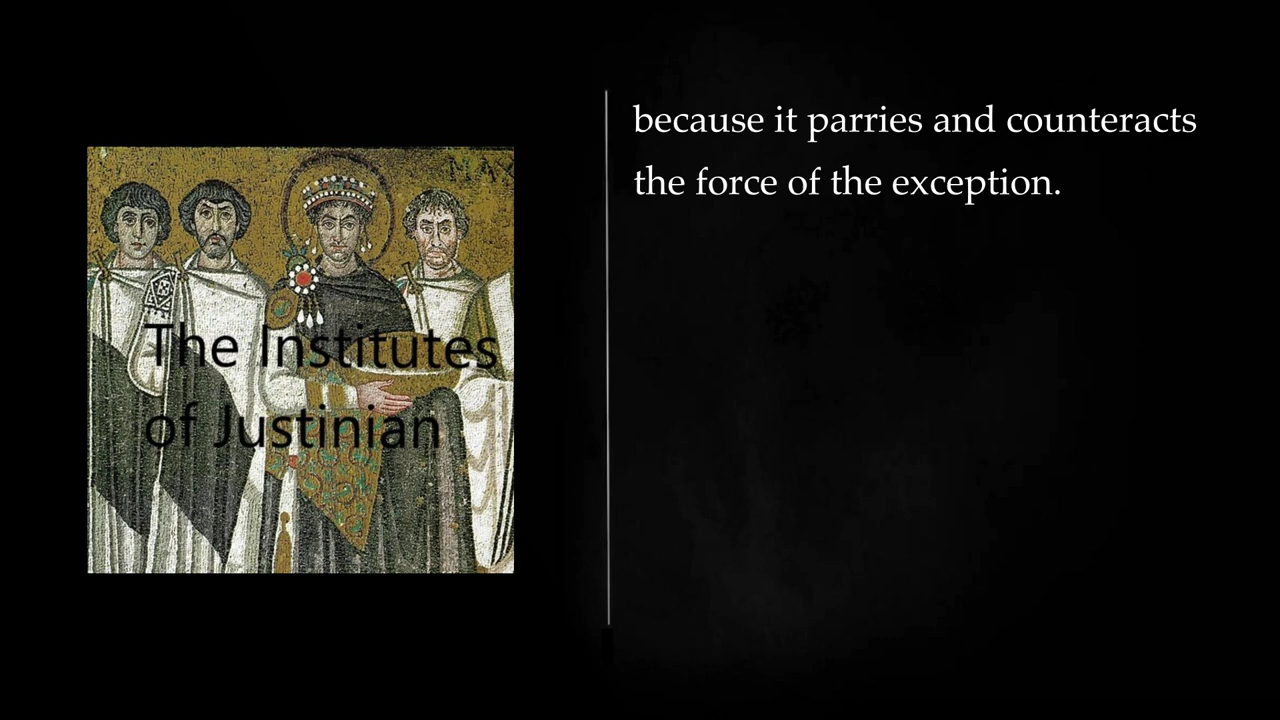 The Institutes
of Justinian
because it parries and counteracts
the force of the exception.